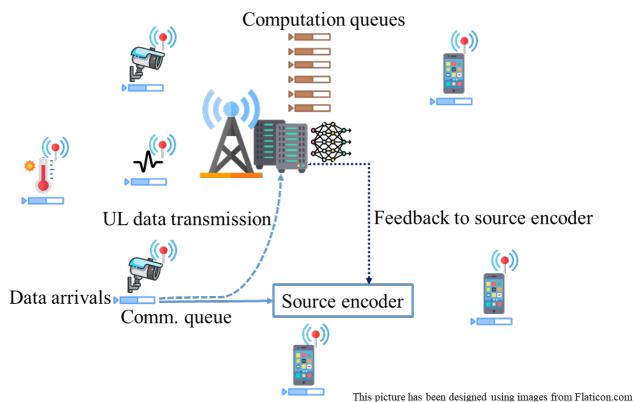 Computation queues
UL data transmission
Feedback to source encoder
Data arrivals
Comm. queue
Source encoder
This picture has been designed using images from Flaticon.com